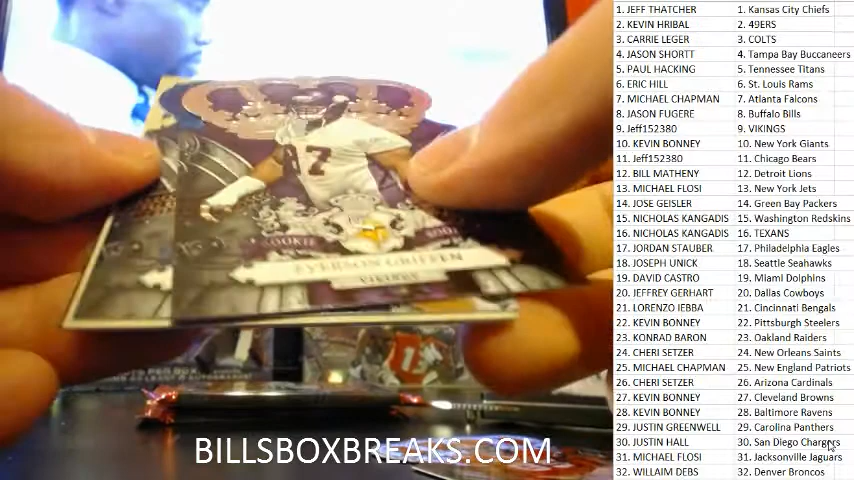 1. JEFF THATCHER 1. Kansas City Chiefs
2. KEVIN HRIBAL 2. 49ERS
3. CARRIE LEGER 3. COLTS
4. JASON SHORTT 4. Tampa Bay Buccaneers
5. PAUL HACKING 5. Tennessee Titans
6. ERIC HILL 6. St. Louis Rams
7. MICHAEL CHAPMAN 7. Atlanta Falcons
8. JASON FUGERE 8. Buffalo Bills
9. Jeff152380 9. VIKINGS
10. KEVIN BONNEY 10. New York Giants
11. Jeff152380 11. Chicago Bears
12. BILL MATHENY 12. Detroit Lions
13. MICHAEL FLOSI 13. New York Jets
14. JOSE GEISLER 14. Green Bay Packers
15. NICHOLAS KANGADIS 15. Washington Redskins
16. NICHOLAS KANGADIS 16. TEXANS
17. JORDAN STAUBER 17. Philadelphia Eagles
18. JOSEPH UNICK 18. Seattle Seahawks
19. DAVID CASTRO 19. Miami Dolphins
20. JEFFREY GERHART 20. Dallas Cowboys
21. LORENZO IEBBA 21. Cincinnati Bengals
22. KEVIN BONNEY 22. Pittsburgh Steelers
23. KONRAD BARON 23. Oakland Raiders
24. CHERI SETZER 24. New Orleans Saints
25. MICHAEL CHAPMAN 25. New England Patriots
26. CHERI SETZER 26. Arizona Cardinals
27. KEVIN BONNEY 27. Cleveland Browns
28. KEVIN BONNEY 28. Baltimore Ravens
29. JUSTIN GREENWELL 29. Carolina Panthers
30. JUSTIN HALL 30. San Diego Chargers
31. MICHAEL FLOSI 31. Jacksonville Jaguars
32. WILLAIM DEBS 32. Denver Broncos
97
ROOKIE
EVERSON GRIFFEN
VIKINGS
13
BILLSBOXBREAKS.COM